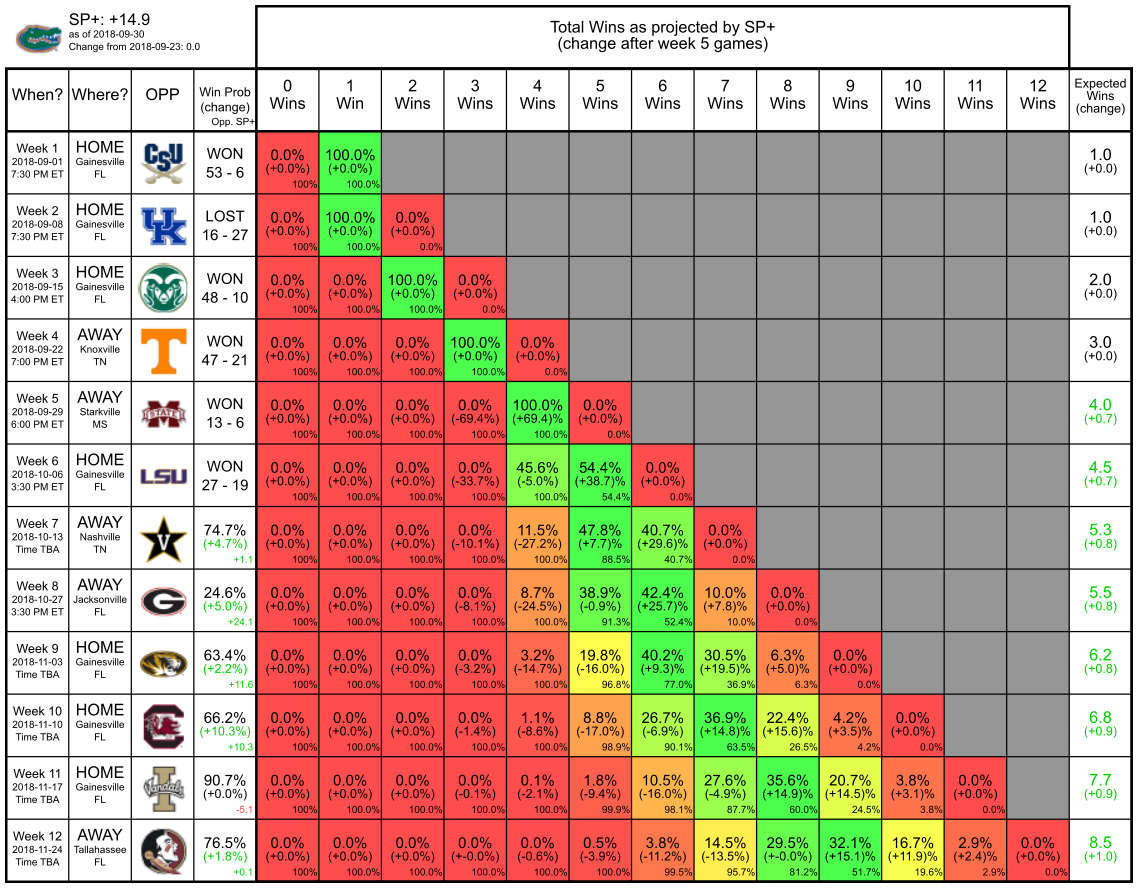 SP+: +14.9
as of 2018-09-30
Change from 2018-09-23: 0.0
Total Wins as projected by SP+
(change after week 5 games)
When? Where? OPP Win Prob (change) Opp. SP+ 0 Wins 1 Win 2 Wins 3 Wins 4 Wins 5 Wins 6 Wins 7 Wins 8 Wins 9 Wins 10 Wins 11 Wins 12 Wins Expected Wins (change)
Week 1 HOME CSU WON 0.0% 100.0% 1.0
2018-09-01 Gainesville 53 - 6 (+0.0%) (+0.0%) (+0.0)
7:30 PM ET FL 100% 100.0%
Week 2 HOME UK LOST 0.0% 100.0% 0.0% 1.0
2018-09-08 Gainesville 16 - 27 (+0.0%) (+0.0%) (+0.0%) (+0.0)
7:30 PM ET FL 100% 100.0% 0.0%
Week 3 HOME WON 0.0% 0.0% 100.0% 0.0% 2.0
2018-09-15 Gainesville 48 - 10 (+0.0%) (+0.0%) (+0.0%) (+0.0%) (+0.0)
4:00 PM ET FL 100% 100.0% 100.0% 0.0%
Week 4 AWAY T WON 0.0% 0.0% 0.0% 100.0% 0.0% 3.0
2018-09-22 Knoxville 47 - 21 (+0.0%) (+0.0%) (+0.0%) (+0.0%) (+0.0%) (+0.0)
7:00 PM ET TN 100% 100.0% 100.0% 100.0% 0.0%
Week 5 AWAY STATE WON 0.0% 0.0% 0.0% 0.0% 100.0% 0.0% 4.0
2018-09-29 Starkville 13 - 6 (+0.0%) (+0.0%) (+0.0%) (-69.4%) (+69.4)% (+0.0%) (+0.7)
6:00 PM ET MS 100% 100.0% 100.0% 100.0% 100.0% 0.0%
Week 6 HOME LSU WON 0.0% 0.0% 0.0% 0.0% 45.6% 54.4% 0.0% 4.5
2018-10-06 Gainesville 27 - 19 (+0.0%) (+0.0%) (+0.0%) (-33.7%) (-5.0%) (+38.7)% (+0.0%) (+0.7)
3:30 PM ET FL 100% 100.0% 100.0% 100.0% 100.0% 54.4% 0.0%
Week 7 AWAY V 74.7% 0.0% 0.0% 0.0% 0.0% 11.5% 47.8% 40.7% 0.0% 5.3
2018-10-13 Nashville (+4.7%) (+0.0%) (+0.0%) (+0.0%) (-10.1%) (-27.2%) (+7.7)% (+29.6)% (+0.0%) (+0.8)
Time TBA TN +1.1 100% 100.0% 100.0% 100.0% 100.0% 88.5% 40.7% 0.0%
Week 8 AWAY G 24.6% 0.0% 0.0% 0.0% 0.0% 8.7% 38.9% 42.4% 10.0% 0.0% 5.5
2018-10-27 Jacksonville (+5.0%) (+0.0%) (+0.0%) (+0.0%) (-8.1%) (-24.5%) (-0.9%) (+25.7)% (+7.8)% (+0.0%) (+0.8)
3:30 PM ET FL +24.1 100% 100.0% 100.0% 100.0% 100.0% 91.3% 52.4% 10.0% 0.0%
Week 9 HOME 63.4% 0.0% 0.0% 0.0% 0.0% 3.2% 19.8% 40.2% 30.5% 6.3% 0.0% 6.2
2018-11-03 Gainesville (+2.2%) (+0.0%) (+0.0%) (+0.0%) (-3.2%) (-14.7%) (-16.0%) (+9.3)% (+19.5)% (+5.0)% (+0.0%) (+0.8)
Time TBA FL +11.6 100% 100.0% 100.0% 100.0% 100.0% 96.8% 77.0% 36.9% 6.3% 0.0%
Week 10 HOME C 66.2% 0.0% 0.0% 0.0% 0.0% 1.1% 8.8% 26.7% 36.9% 22.4% 4.2% 0.0% 6.8
2018-11-10 Gainesville (+10.3%) (+0.0%) (+0.0%) (+0.0%) (-1.4%) (-8.6%) (-17.0%) (-6.9%) (+14.8)% (+15.6)% (+3.5)% (+0.0%) (+0.9)
Time TBA FL +10.3 100% 100.0% 100.0% 100.0% 100.0% 98.9% 90.1% 63.5% 26.5% 4.2% 0.0%
Week 11 HOME I Vandals 90.7% 0.0% 0.0% 0.0% 0.0% 0.1% 1.8% 10.5% 27.6% 35.6% 20.7% 3.8% 0.0% 7.7
2018-11-17 Gainesville (+0.0%) (+0.0%) (+0.0%) (+0.0%) (-0.1%) (-2.1%) (-9.4%) (-16.0%) (-4.9%) (+14.9)% (+14.5)% (+3.1)% (+0.0%) (+0.9)
Time TBA FL -5.1 100% 100.0% 100.0% 100.0% 100.0% 99.9% 98.1% 87.7% 60.0% 24.5% 3.8% 0.0%
Week 12 AWAY 76.5% 0.0% 0.0% 0.0% 0.0% 0.0% 0.5% 3.8% 14.5% 29.5% 32.1% 16.7% 2.9% 0.0% 8.5
2018-11-24 Tallahassee (+1.8%) (+0.0%) (+0.0%) (+0.0%) (+-0.0%) (-0.6%) (-3.9%) (-11.2%) (-13.5%) (+-0.0%) (+15.1)% (+11.9)% (+2.4)% (+0.0%) (+1.0)
Time TBA FL +0.1 100% 100.0% 100.0% 100.0% 100.0% 100.0% 99.5% 95.7% 81.2% 51.7% 19.6% 2.9% 0.0%